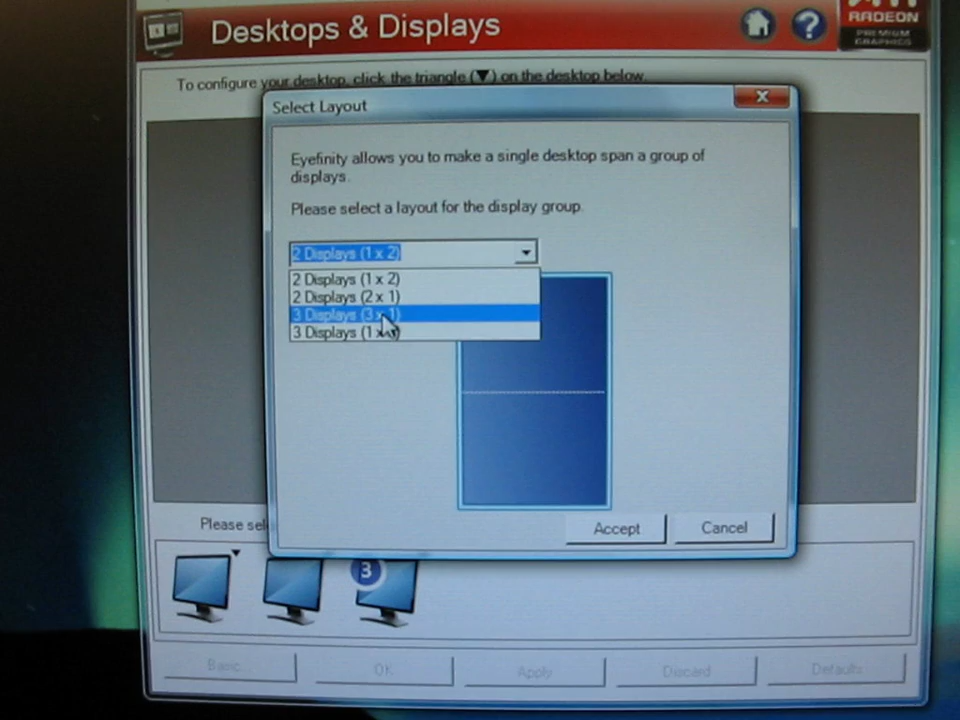 Desktops & Displays
RADEON
PREMIUM
GRAPHICS
To configure your desktop, click the triangle (▼) on the desktop below.
Select Layout
Eyefinity allows you to make a single desktop span a group of
displays.
Please select a layout for the display group.
2 Displays (1 x 2)
2 Displays (1 x 2)
2 Displays (2 x 1)
3 Displays (3 x 1)
3 Displays (1 x
Accept
Cancel
Please sel
3
Basic...
OK
Apply
Discard
Defaults